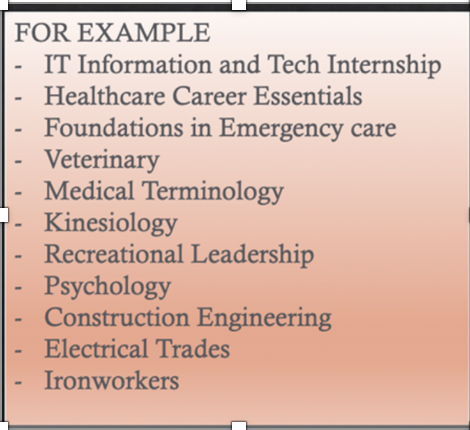 FOR EXAMPLE
- IT Information and Tech Internship
- Healthcare Career Essentials
- Foundations in Emergency care
- Veterinary
- Medical Terminology
- Kinesiology
- Recreational Leadership
- Psychology
- Construction Engineering
- Electrical Trades
- Ironworkers